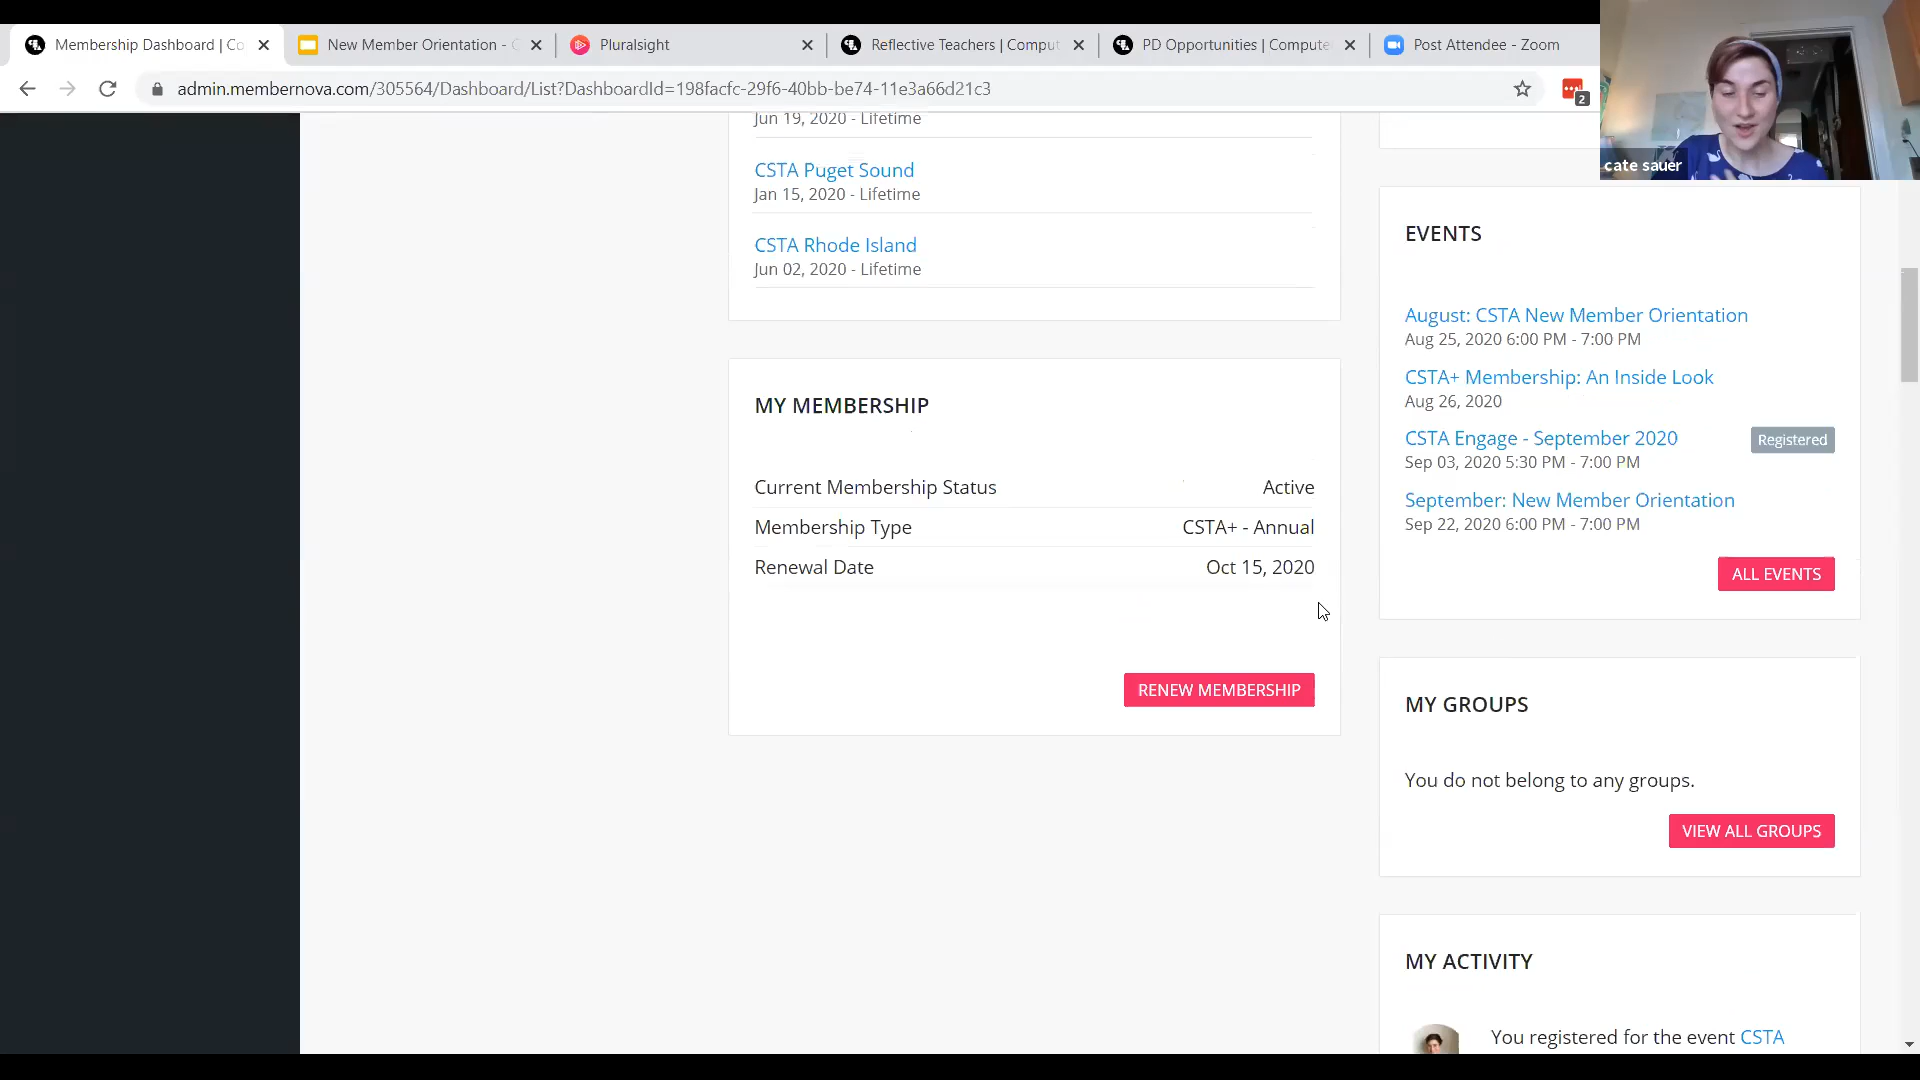 Membership Dashboard | Co
New Member Orientation -
Pluralsight
Reflective Teachers | Comput
PD Opportunities | Compute
Post Attendee - Zoom
admin.membernova.com/305564/Dashboard/List?DashboardId=198facfc-29f6-40bb-be74-11e3a66d21c3
2
cate sauer
Jun 19, 2020 - Lifetime
CSTA Puget Sound
Jan 15, 2020 - Lifetime
CSTA Rhode Island
Jun 02, 2020 - Lifetime
MY MEMBERSHIP
Current Membership Status Active
Membership Type CSTA+ - Annual
Renewal Date Oct 15, 2020
RENEW MEMBERSHIP
EVENTS
August: CSTA New Member Orientation
Aug 25, 2020 6:00 PM - 7:00 PM
CSTA+ Membership: An Inside Look
Aug 26, 2020
CSTA Engage - September 2020 Registered
Sep 03, 2020 5:30 PM - 7:00 PM
September: New Member Orientation
Sep 22, 2020 6:00 PM - 7:00 PM
ALL EVENTS
MY GROUPS
You do not belong to any groups.
VIEW ALL GROUPS
MY ACTIVITY
You registered for the event CSTA